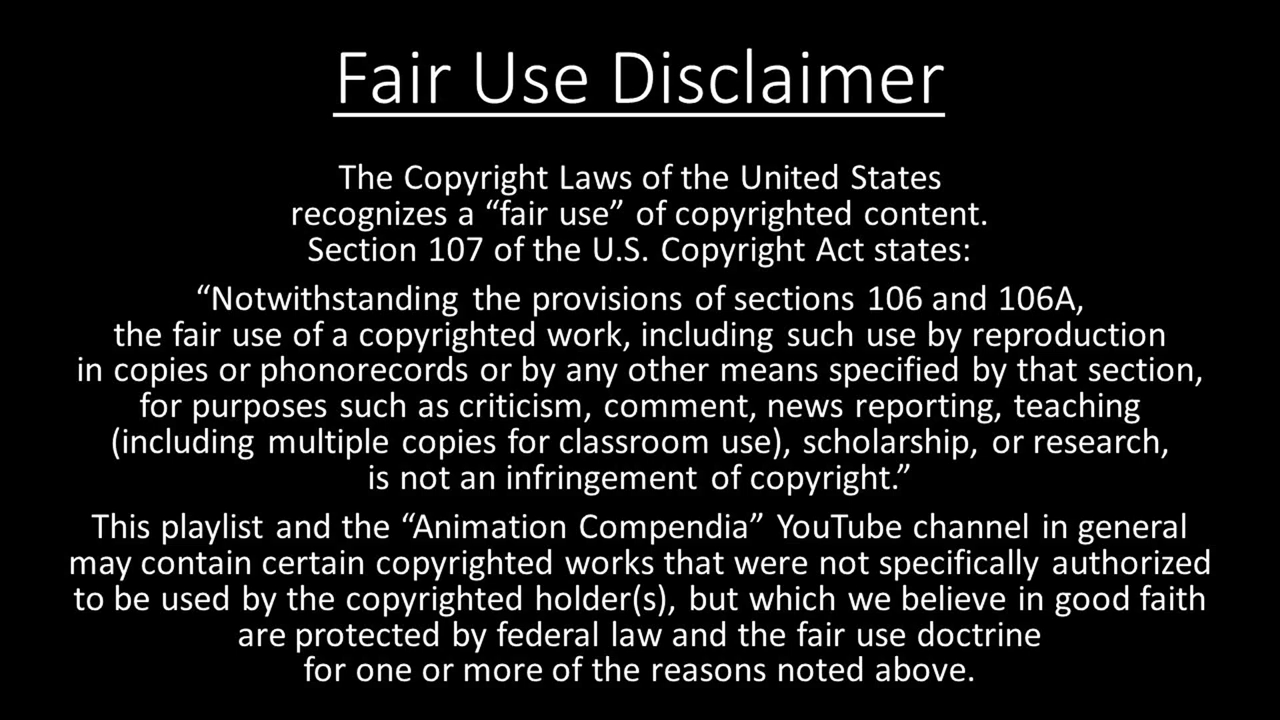 Fair Use Disclaimer
The Copyright Laws of the United States
recognizes a “fair use” of copyrighted content.
Section 107 of the U.S. Copyright Act states:
“Notwithstanding the provisions of sections 106 and 106A,
the fair use of a copyrighted work, including such use by reproduction
in copies or phonorecords or by any other means specified by that section,
for purposes such as criticism, comment, news reporting, teaching
(including multiple copies for classroom use), scholarship, or research,
is not an infringement of copyright.”
This playlist and the “Animation Compendia” YouTube channel in general
may contain certain copyrighted works that were not specifically authorized
to be used by the copyrighted holder(s), but which we believe in good faith
are protected by federal law and the fair use doctrine
for one or more of the reasons noted above.